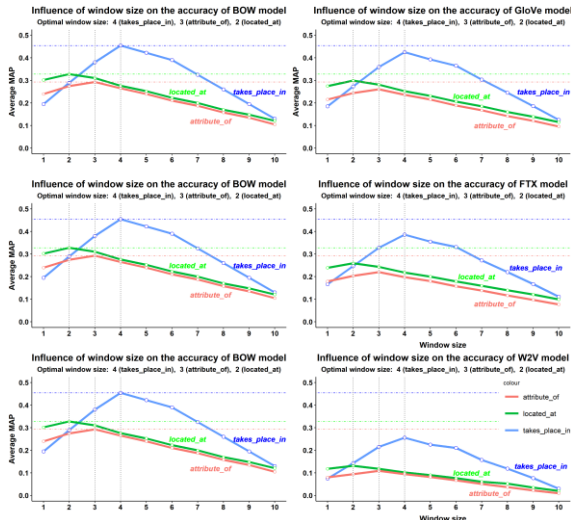 Influence of window size on the accuracy of BOW model
Optimal window size: 4 (takes_place_in), 3 (attribute_of), 2 (located_at)
Average MAP
0.5
0.4
0.3
0.2
0.1
0.0
located_at
takes_place_in
attribute_of
1 2 3 4 5 6 7 8 9 10
Influence of window size on the accuracy of GloVe model
Optimal window size: 4 (takes_place_in), 3 (attribute_of), 2 (located_at)
Average MAP
0.5
0.4
0.3
0.2
0.1
0.0
located_at
takes_place_in
attribute_of
1 2 3 4 5 6 7 8 9 10
Influence of window size on the accuracy of BOW model
Optimal window size: 4 (takes_place_in), 3 (attribute_of), 2 (located_at)
Average MAP
0.5
0.4
0.3
0.2
0.1
0.0
located_at
takes_place_in
attribute_of
1 2 3 4 5 6 7 8 9 10
Influence of window size on the accuracy of FTX model
Optimal window size: 4 (takes_place_in), 3 (attribute_of), 2 (located_at)
Average MAP
0.5
0.4
0.3
0.2
0.1
0.0
located_at
takes_place_in
attribute_of
1 2 3 4 5 6 7 8 9 10
Window size
Influence of window size on the accuracy of BOW model
Optimal window size: 4 (takes_place_in), 3 (attribute_of), 2 (located_at)
Average MAP
0.5
0.4
0.3
0.2
0.1
0.0
located_at
takes_place_in
attribute_of
1 2 3 4 5 6 7 8 9 10
Influence of window size on the accuracy of W2V model
Optimal window size: 4 (takes_place_in), 3 (attribute_of), 2 (located_at)
Average MAP
0.5
0.4
0.3
0.2
0.1
0.0
colour
attribute_of
located_at
takes_place_in
located_at
takes_place_in
attribute_of
1 2 3 4 5 6 7 8 9 10
Window size